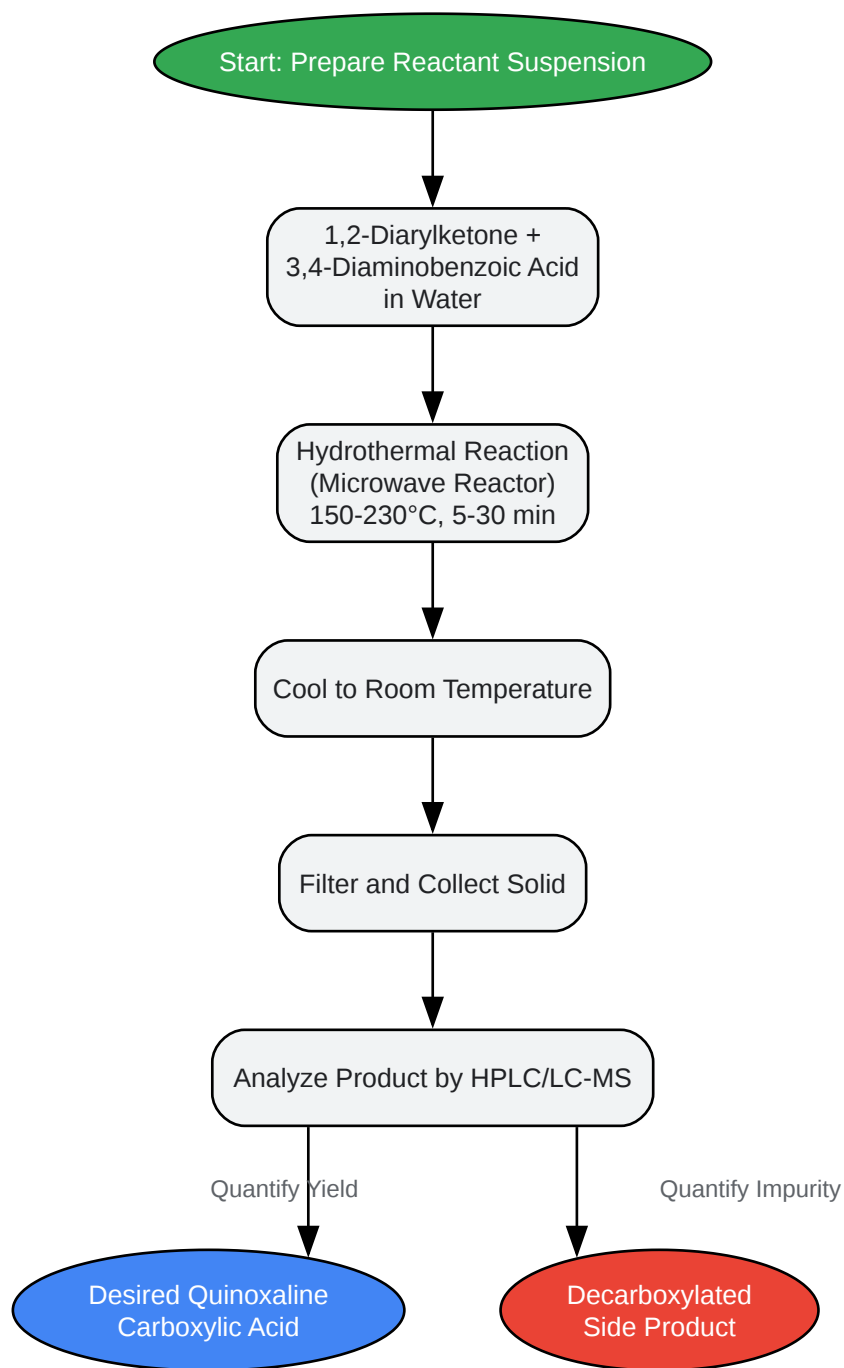 Start: Prepare Reactant Suspension
1,2-Diarylketone +
3,4-Diaminobenzoic Acid
in Water
Hydrothermal Reaction
(Microwave Reactor)
150-230°C, 5-30 min
Cool to Room Temperature
Filter and Collect Solid
Analyze Product by HPLC/LC-MS
Quantify Yield
Quantify Impurity
Desired Quinoxaline
Carboxylic Acid
Decarboxylated
Side Product